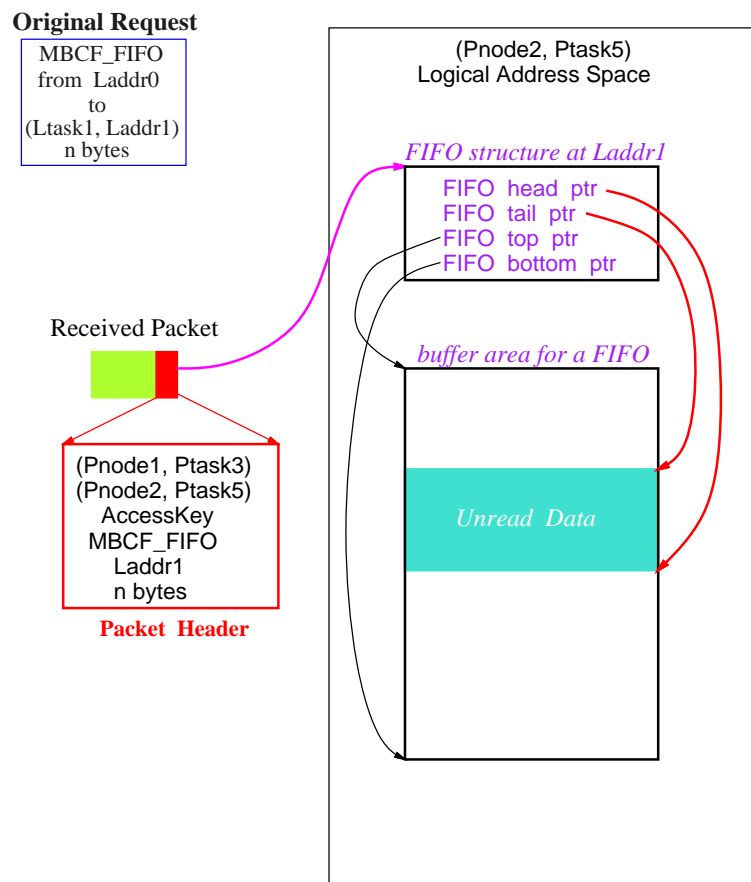 Original Request
MBCF_FIFO
from Laddr0
to
(Ltask1, Laddr1)
n bytes
(Pnode2, Ptask5)
Logical Address Space
FIFO structure at Laddr1
FIFO head ptr
FIFO tail ptr
FIFO top ptr
FIFO bottom ptr
Received Packet
buffer area for a FIFO
(Pnode1, Ptask3)
(Pnode2, Ptask5)
AccessKey
MBCF_FIFO
Laddr1
n bytes
Packet Header
Unread Data